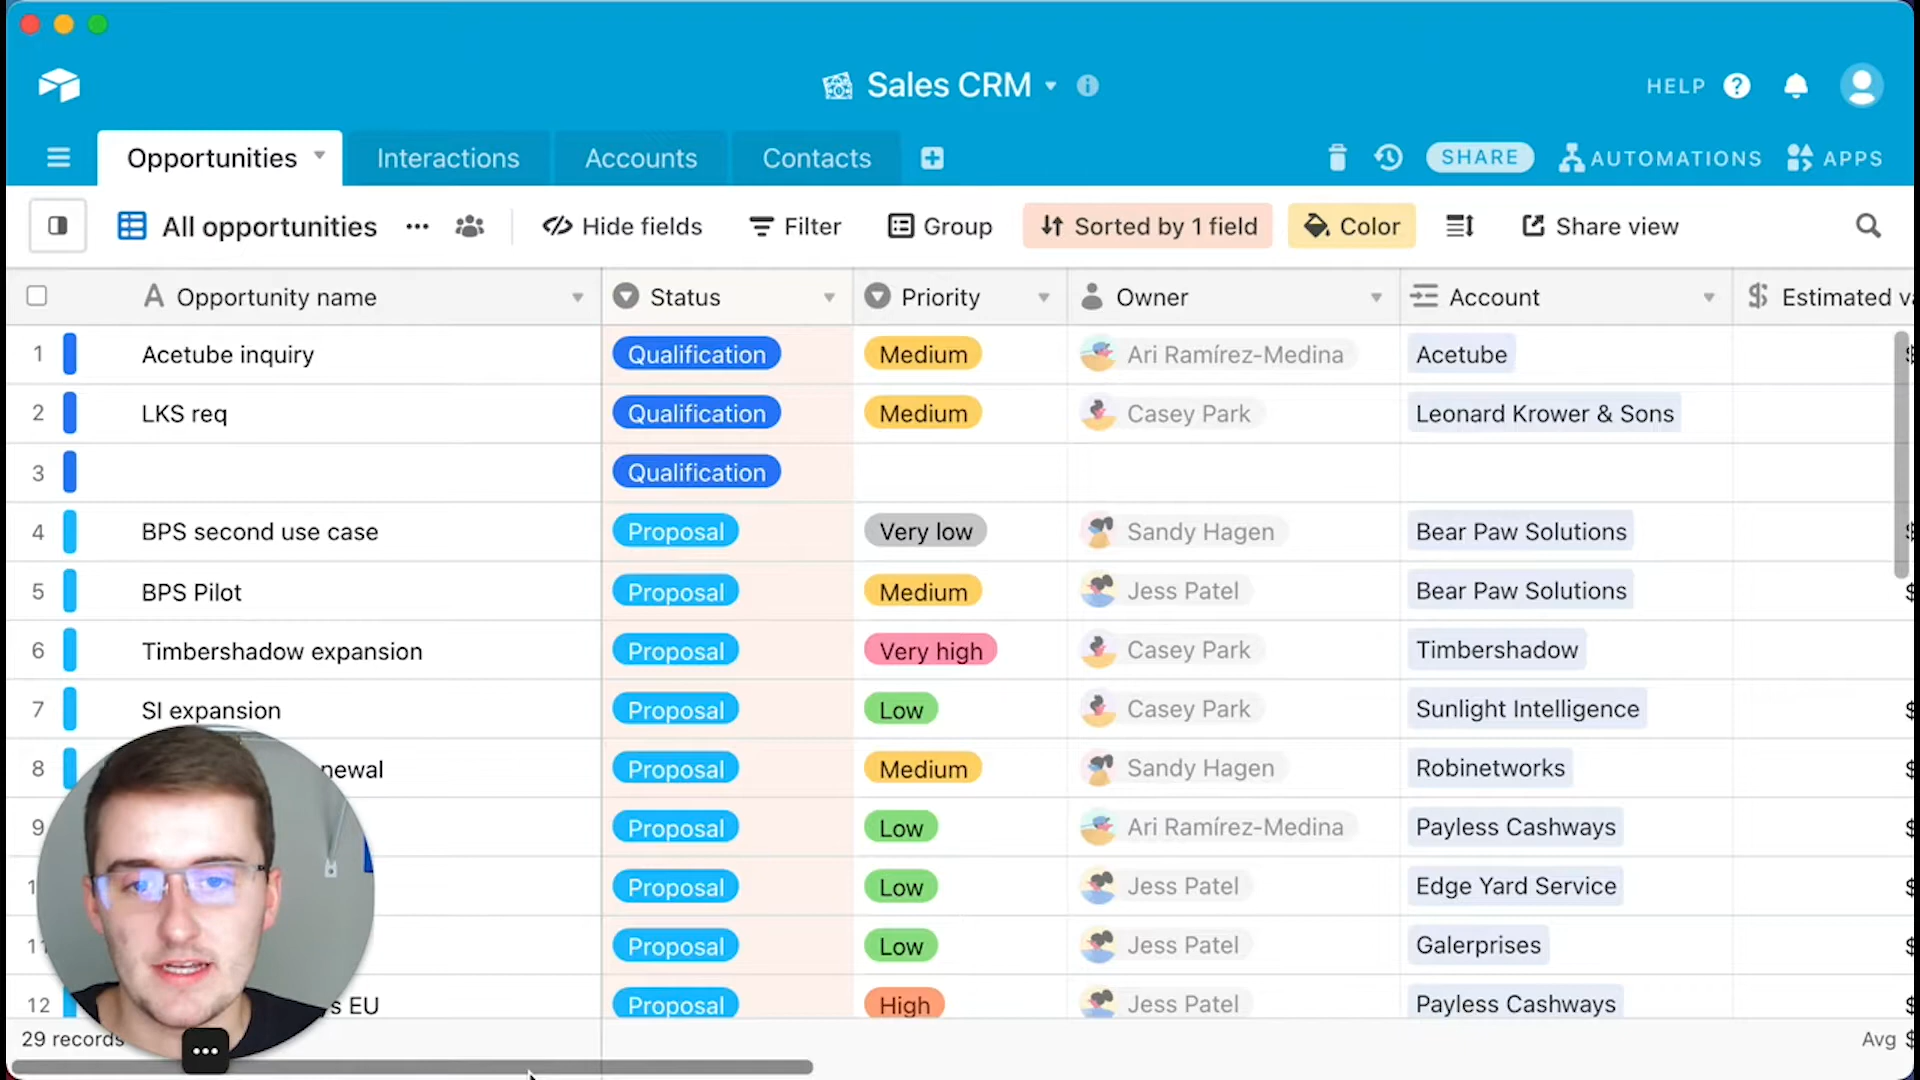 Sales CRM
HELP
Opportunities Interactions Accounts Contacts SHARE AUTOMATIONS APPS
All opportunities Hide fields Filter Group Sorted by 1 field Color Share view
Opportunity name Status Priority Owner Account Estimated
1 Acetube inquiry Qualification Medium Ari Ramírez-Medina Acetube
2 LKS req Qualification Medium Casey Park Leonard Krower & Sons
3 Qualification
4 BPS second use case Proposal Very low Sandy Hagen Bear Paw Solutions
5 BPS Pilot Proposal Medium Jess Patel Bear Paw Solutions $
6 Timbershadow expansion Proposal Very high Casey Park Timbershadow $
7 SI expansion Proposal Low Casey Park Sunlight Intelligence $
8 newal Proposal Medium Sandy Hagen Robinetworks $
9 Proposal Low Ari Ramírez-Medina Payless Cashways $
Proposal Low Jess Patel Edge Yard Service $
11 Proposal Low Jess Patel Galerprises $
12 s EU Proposal High Jess Patel Payless Cashways $
29 records Avg $